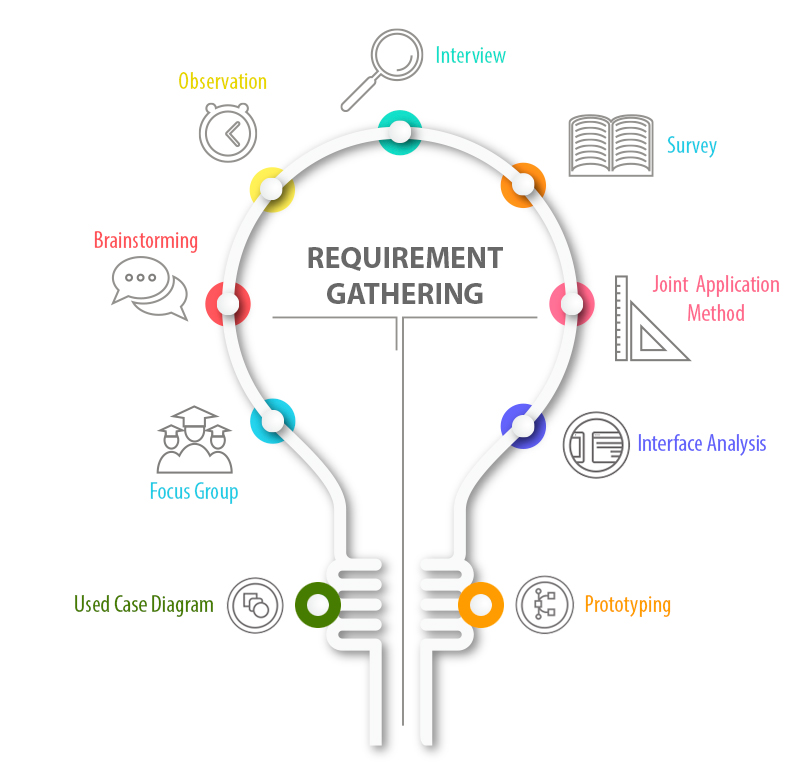 Interview
Observation
Survey
Brainstorming
REQUIREMENT
GATHERING
Joint Application
Method
Interface Analysis
Focus Group
Used Case Diagram
Prototyping